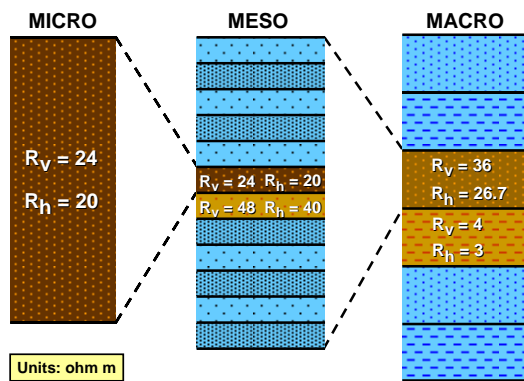 MICRO
MESO
MACRO
Rv = 24
Rh = 20
Rv = 24 Rh = 20
Rv = 48 Rh = 40
Rv = 36
Rh = 26.7
Rv = 4
Rh = 3
Units: ohm m